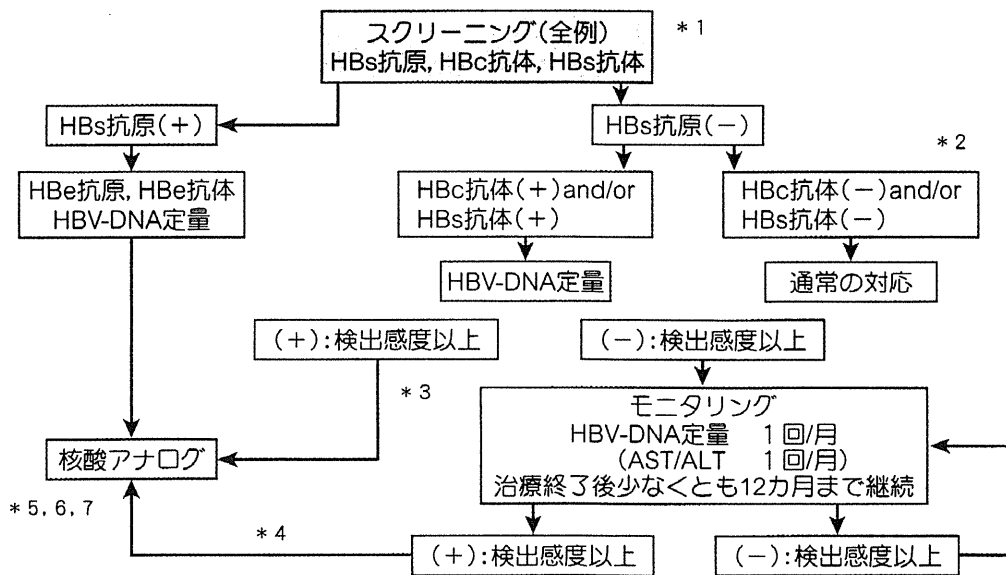 スクリーニング(全例)
HBs抗原, HBc抗体, HBs抗体
*1
HBs抗原(+)
HBs抗原(-)
*2
HBe抗原, HBe抗体
HBV-DNA定量
HBc抗体(+)and/or
HBs抗体(+)
HBc抗体(-)and/or
HBs抗体(-)
HBV-DNA定量
通常の対応
(+):検出感度以上
(-):検出感度以上
*3
モニタリング
HBV-DNA定量 1回/月
(AST/ALT 1回/月)
治療終了後少なくとも12カ月まで継続
核酸アナログ
*5, 6, 7
*4
(+):検出感度以上
(-):検出感度以上